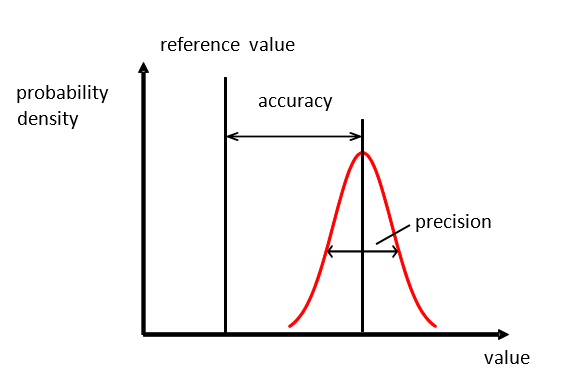 reference value
probability
density
accuracy
precision
value